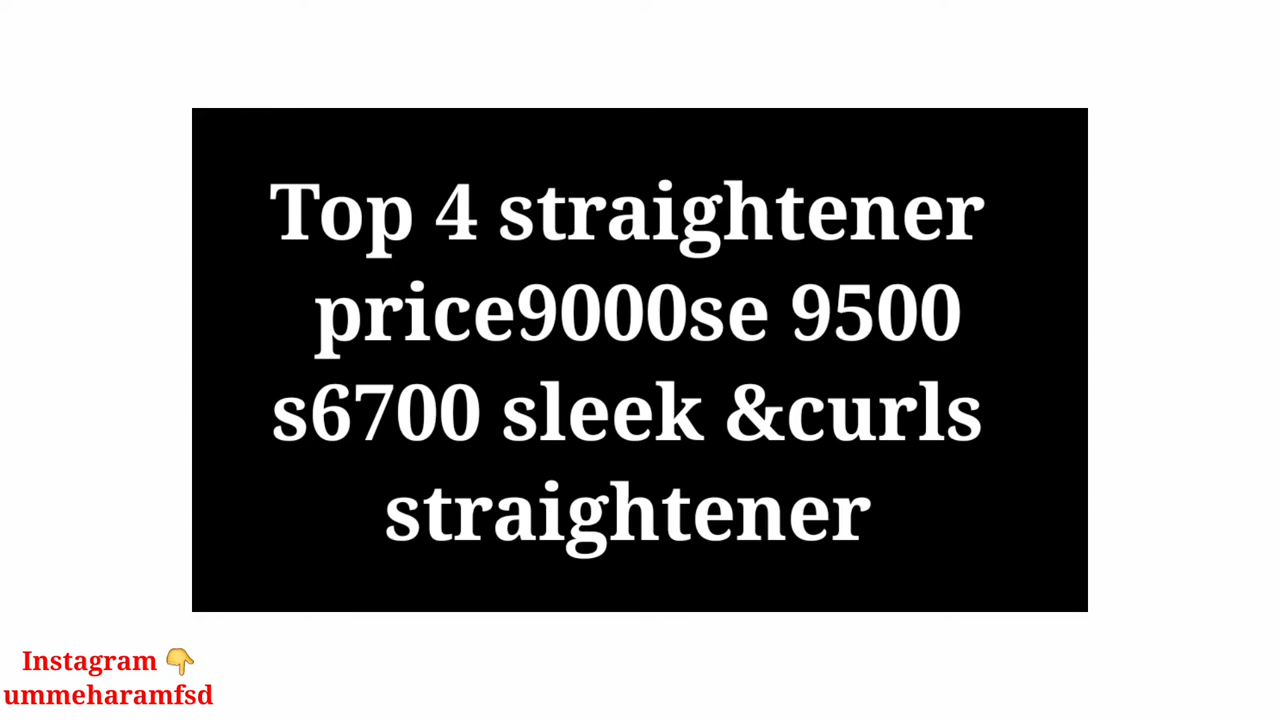 Top 4 straightener
price9000se 9500
s6700 sleek &curls
straightener
Instagram 👇
ummeharamfsd